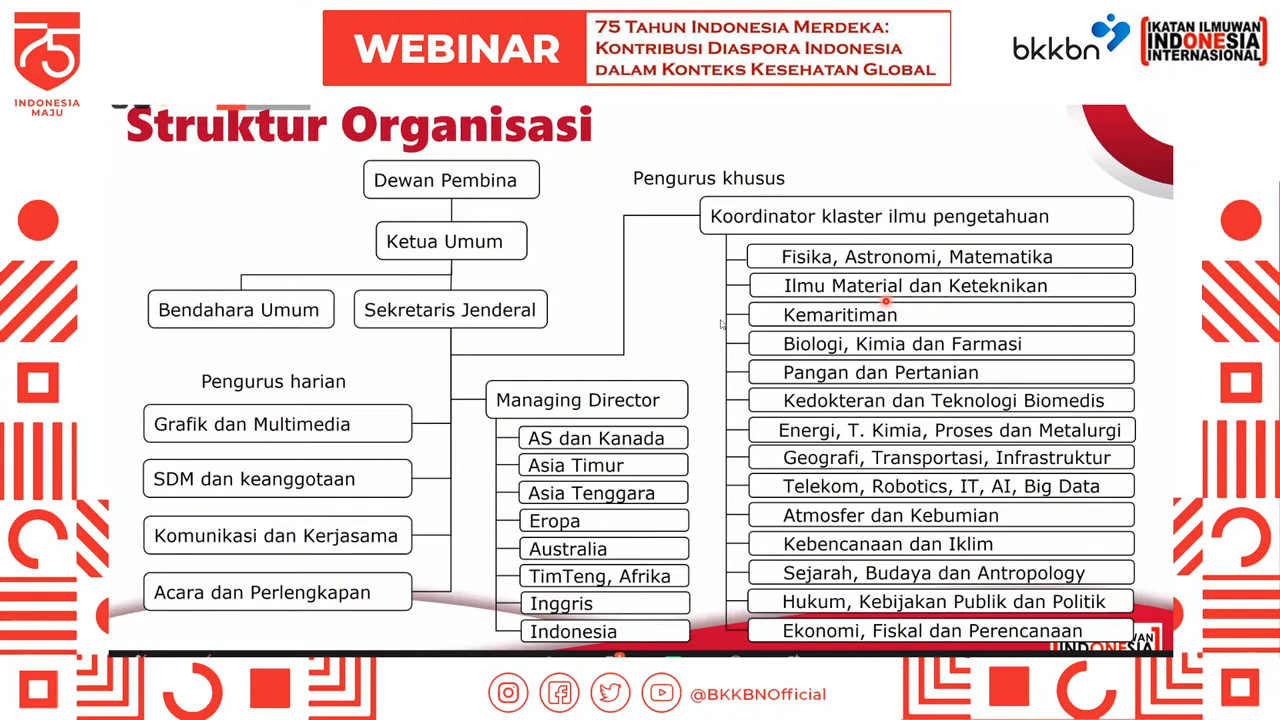 75
INDONESIA
MAJU
WEBINAR
75 TAHUN INDONESIA MERDEKA:
KONTRIBUSI DIASPORA INDONESIA
DALAM KONTEKS KESEHATAN GLOBAL
bkkbn
IKATAN ILMUWAN
INDONESIA
INTERNASIONAL
Struktur Organisasi
Dewan Pembina
Ketua Umum
Bendahara Umum
Sekretaris Jenderal
Pengurus harian
Grafik dan Multimedia
SDM dan keanggotaan
Komunikasi dan Kerjasama
Acara dan Perlengkapan
Managing Director
AS dan Kanada
Asia Timur
Asia Tenggara
Eropa
Australia
TimTeng, Afrika
Inggris
Indonesia
Pengurus khusus
Koordinator klaster ilmu pengetahuan
Fisika, Astronomi, Matematika
Ilmu Material dan Keteknikan
Kemaritiman
Biologi, Kimia dan Farmasi
Pangan dan Pertanian
Kedokteran dan Teknologi Biomedis
Energi, T. Kimia, Proses dan Metalurgi
Geografi, Transportasi, Infrastruktur
Telekom, Robotics, IT, AI, Big Data
Atmosfer dan Kebumian
Kebencanaan dan Iklim
Sejarah, Budaya dan Antropology
Hukum, Kebijakan Publik dan Politik
Ekonomi, Fiskal dan Perencanaan
INDONESIA
@BKKBNOfficial